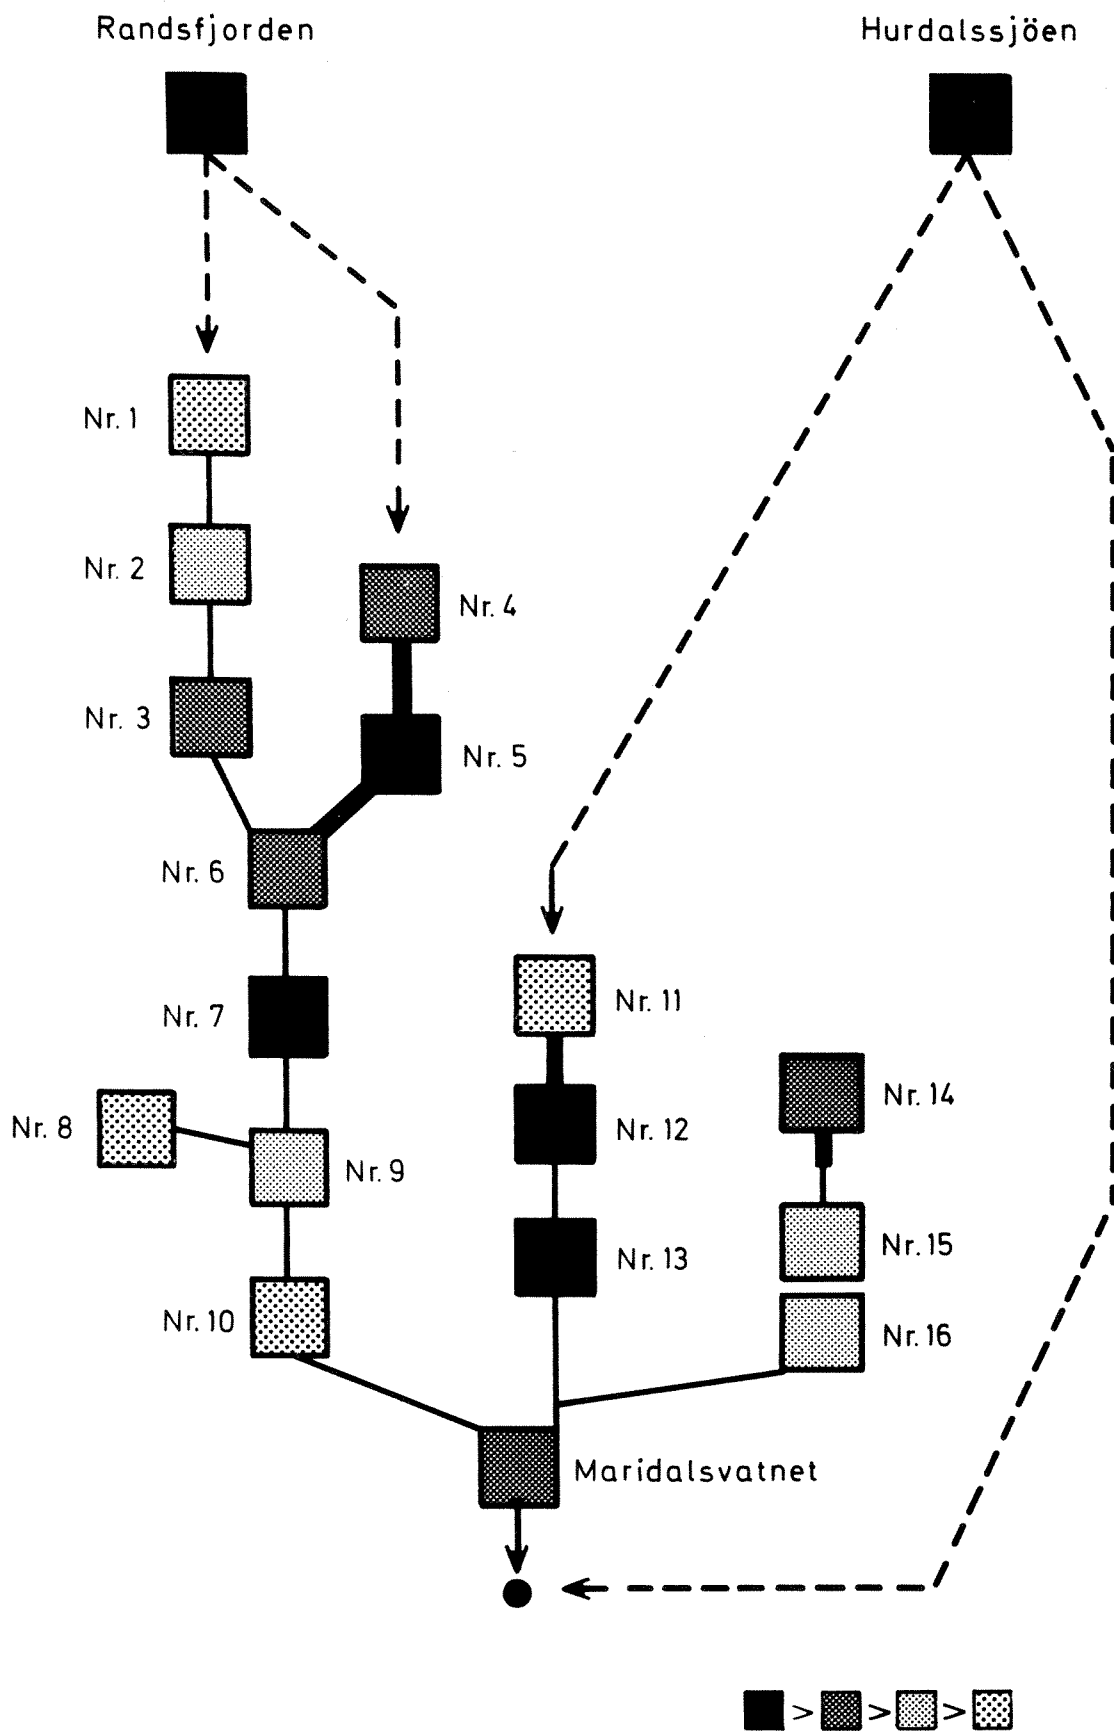 Randsfjorden
Hurdalssjöen
Nr. 1
Nr. 2
Nr. 4
Nr. 3
Nr. 5
Nr. 6
Nr. 11
Nr. 7
Nr. 14
Nr. 8
Nr. 12
Nr. 9
Nr. 15
Nr. 13
Nr. 10
Nr. 16
Maridalsvatnet
> > >